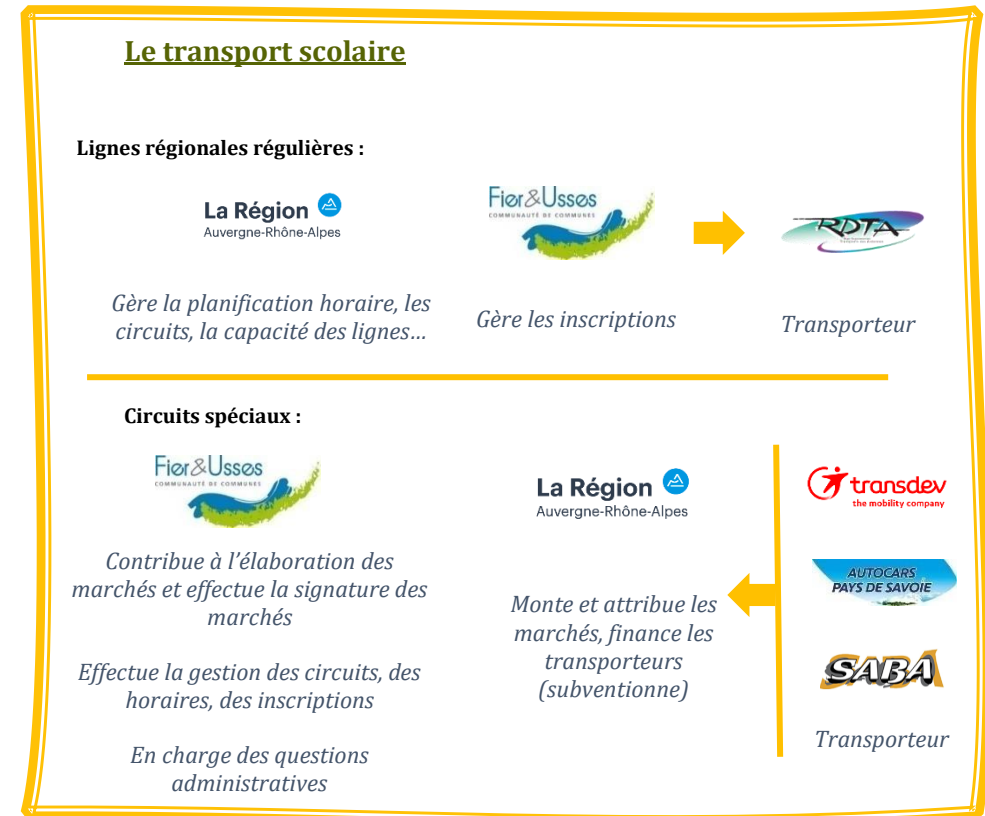 Le transport scolaire
Lignes régionales régulières :
La Région
Auvergne-Rhône-Alpes
Fier&Usses
COMMUNAUTÉ DE COMMUNES
RDTA
Gère la planification horaire, les
circuits, la capacité des lignes…
Gère les inscriptions
Transporteur
Circuits spéciaux :
Fier&Usses
COMMUNAUTÉ DE COMMUNES
Contribue à l’élaboration des
marchés et effectue la signature des
marchés
Effectue la gestion des circuits, des
horaires, des inscriptions
En charge des questions
administratives
La Région
Auvergne-Rhône-Alpes
Monte et attribue les
marchés, finance les
transporteurs
(subventionne)
transdev
the mobility company
AUTOCARS
PAYS DE SAVOIE
SABA
Transporteur